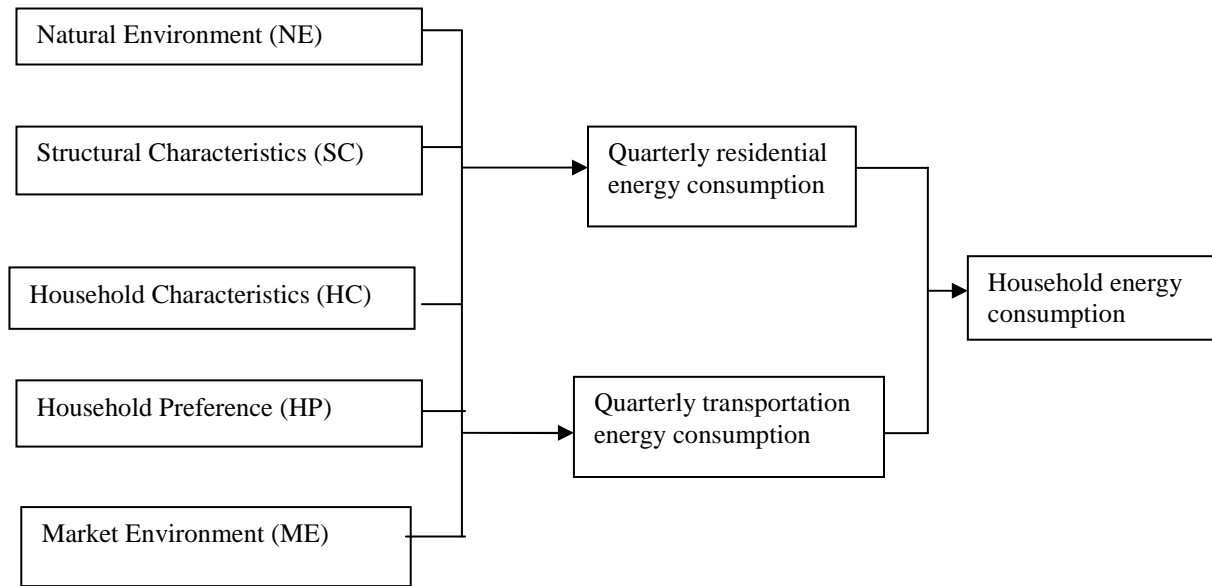 Natural Environment (NE)
Structural Characteristics (SC)
Household Characteristics (HC)
Household Preference (HP)
Market Environment (ME)
Quarterly residential
energy consumption
Quarterly transportation
energy consumption
Household energy
consumption